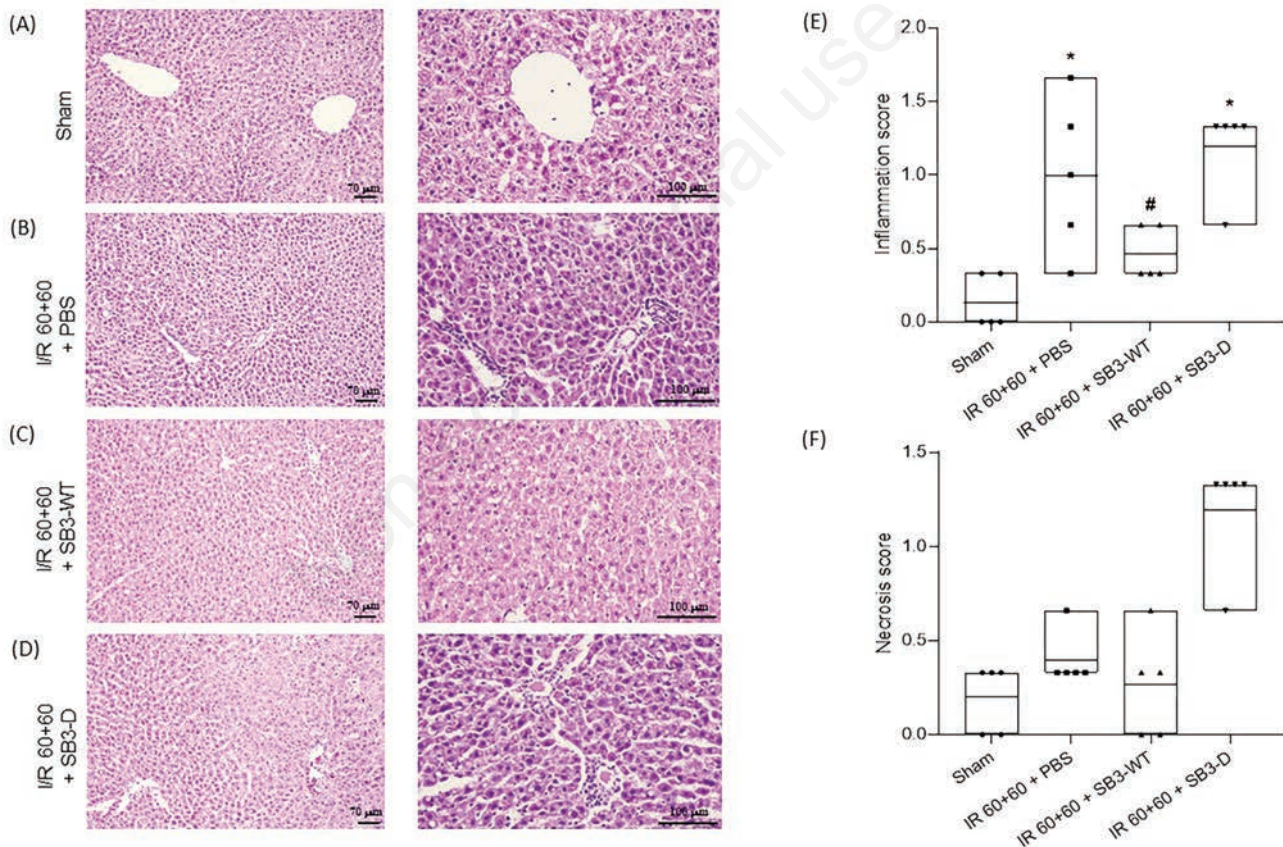 (A)
Sham
70 µm
100 µm
(B)
I/R 60+60
+ PBS
70 µm
100 µm
(C)
I/R 60+60
+ SB3-WT
70 µm
100 µm
(D)
I/R 60+60
+ SB3-D
70 µm
100 µm
(E)
Inflammation score
2.0
1.5
1.0
0.5
0.0
*
#
*
Sham
IR 60+60 + PBS
IR 60+60 + SB3-WT
IR 60+60 + SB3-D
(F)
Necrosis score
1.5
1.0
0.5
0.0
Sham
IR 60+60 + PBS
IR 60+60 + SB3-WT
IR 60+60 + SB3-D
al use